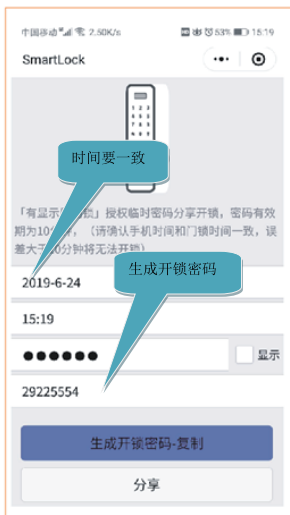 中国移动 2.50K/s 53% 15:19
SmartLock
时间要一致
「有显示 锁」授权临时密码分享开锁，密码有效
期为10 ，（请确认手机时间和门锁时间一致，误
差大于 0分钟将无法开锁）
生成开锁密码
2019-6-24
15:19
●●●●●● 显示
29225554
生成开锁密码-复制
分享